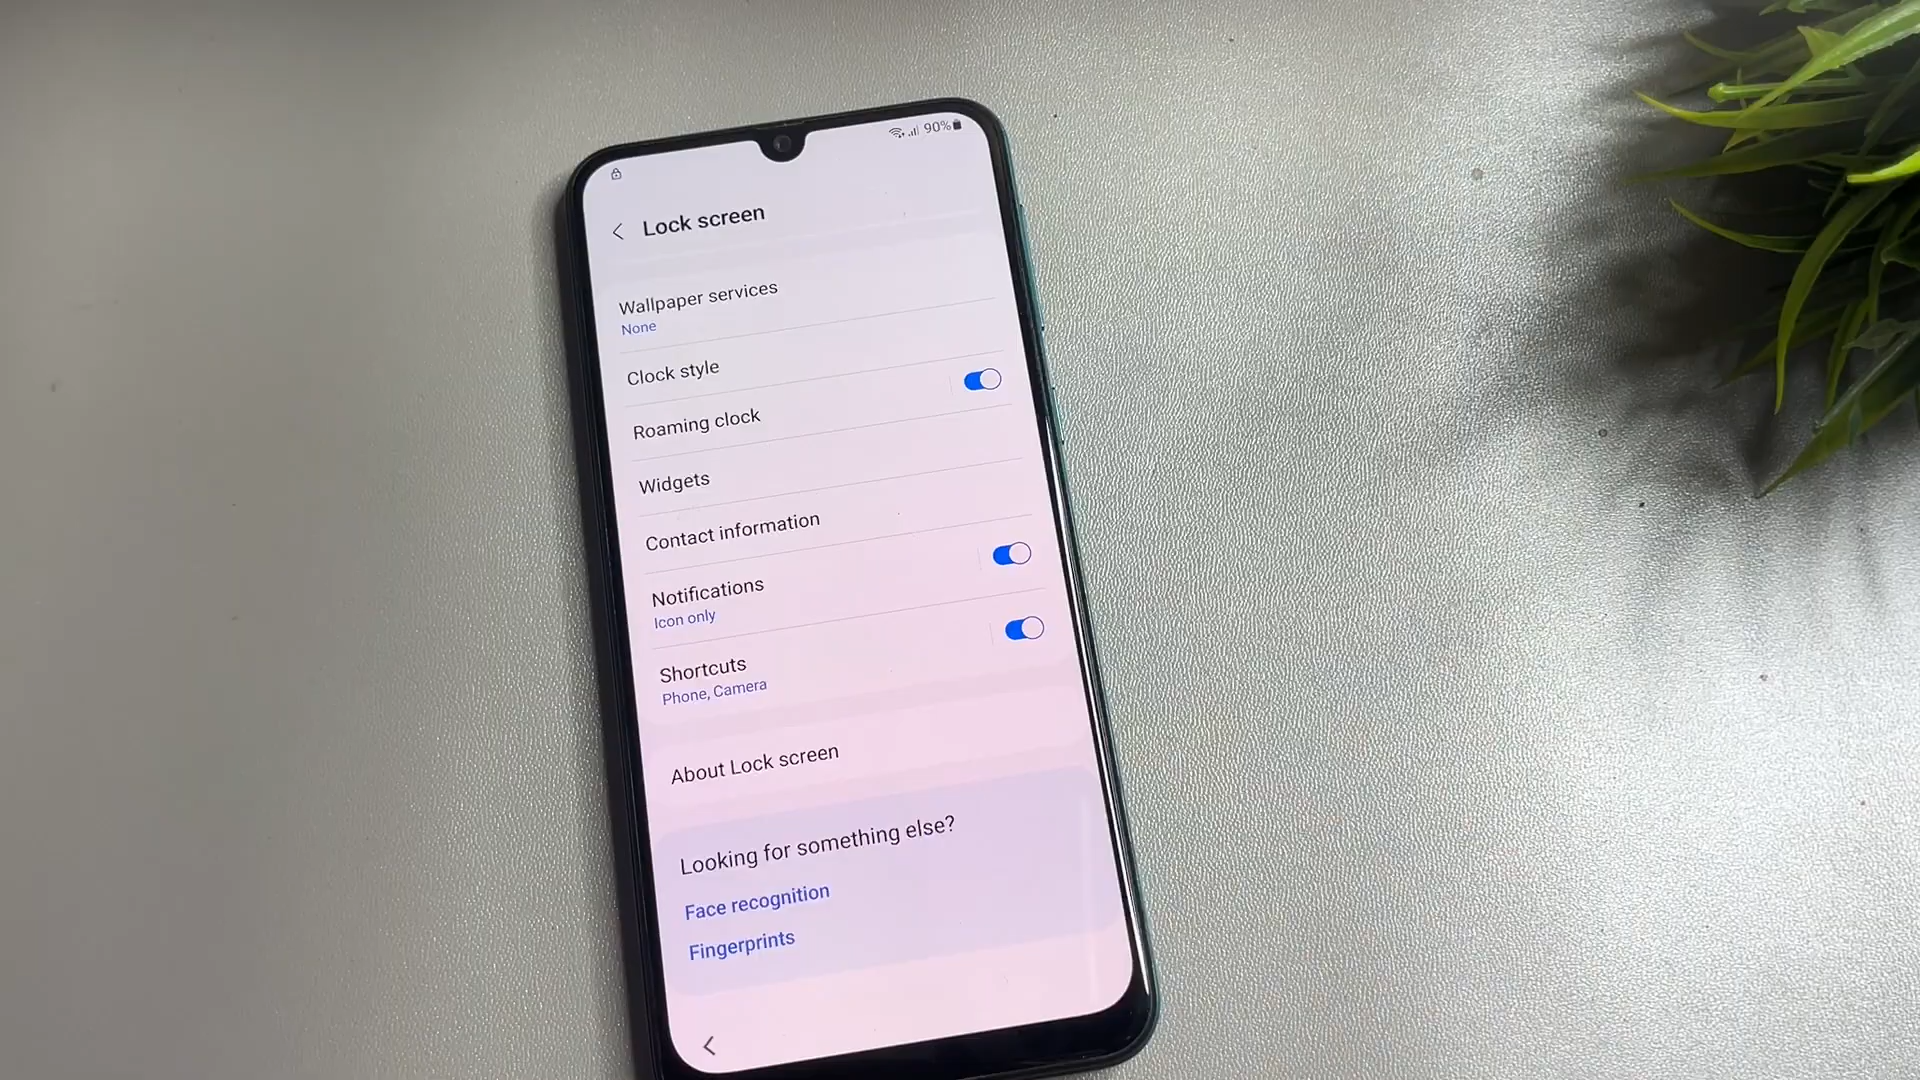 90%
Lock screen
Wallpaper services
None
Clock style
Roaming clock
Widgets
Contact information
Notifications
Icon only
Shortcuts
Phone, Camera
About Lock screen
Looking for something else?
Face recognition
Fingerprints